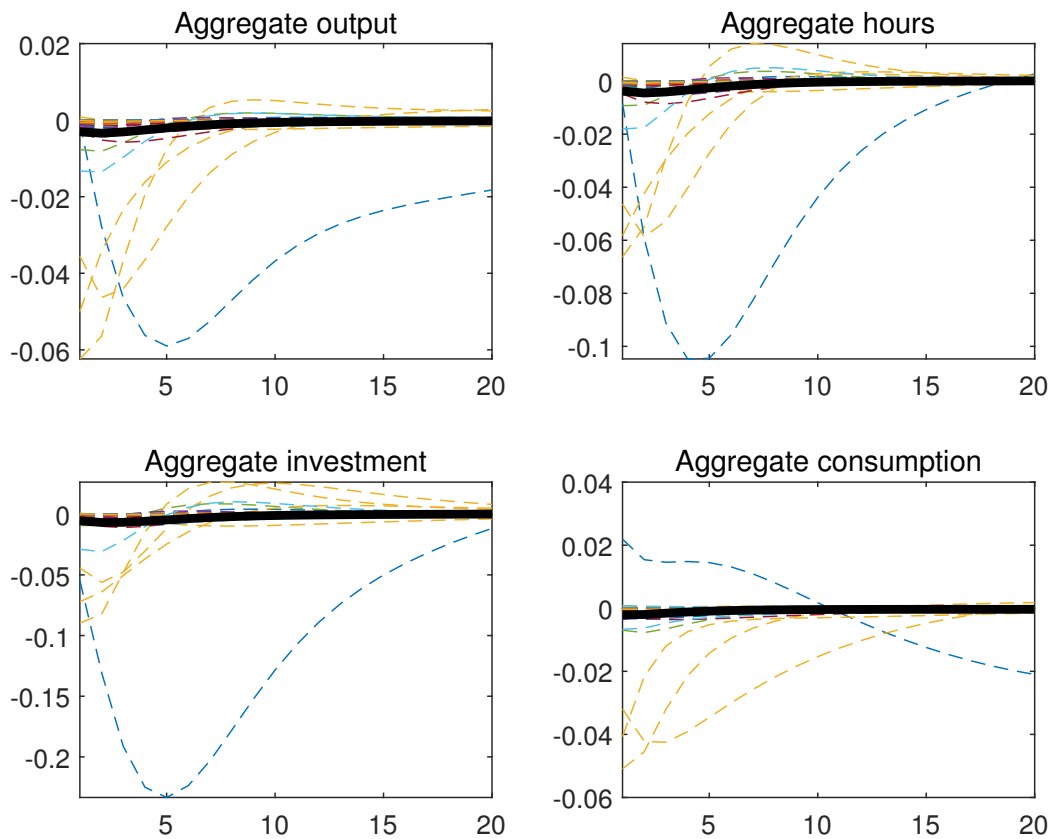 Aggregate output
0.02
0
-0.02
-0.04
-0.06
5 10 15 20
Aggregate hours
0
-0.02
-0.04
-0.06
-0.08
-0.1
5 10 15 20
Aggregate investment
0
-0.05
-0.1
-0.15
-0.2
5 10 15 20
Aggregate consumption
0.04
0.02
0
-0.02
-0.04
-0.06
5 10 15 20